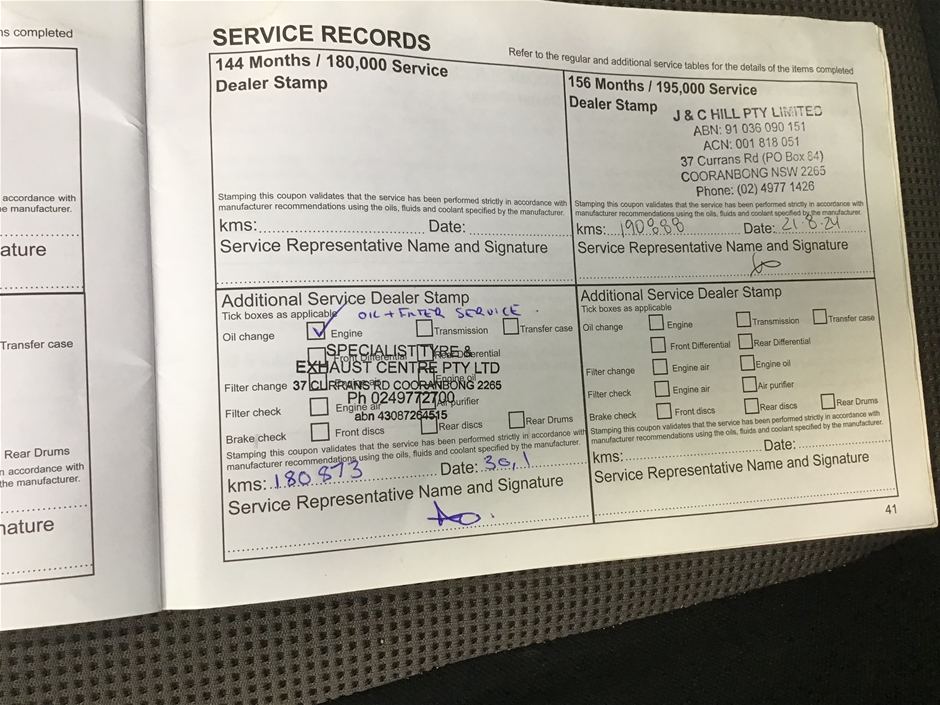 ns completed
accordance with
e manufacturer.
ature
Transfer case
Rear Drums
n accordance with
the manufacturer.
nature
SERVICE RECORDS
Refer to the regular and additional service tables for the details of the items completed
144 Months / 180,000 Service
Dealer Stamp
Stamping this coupon validates that the service has been performed strictly in accordance with
manufacturer recommendations using the oils, fluids and coolant specified by the manufacturer.
kms: Date:
Service Representative Name and Signature
156 Months / 195,000 Service
Dealer Stamp
J & C HILL PTY LIMITED
ABN: 91 036 090 151
ACN: 001 818 051
37 Currans Rd (PO Box 84)
COORANBONG NSW 2265
Phone: (02) 4977 1426
Stamping this coupon validates that the service has been performed strictly in accordance with
manufacturer recommendations using the oils, fluids and coolant specified by the manufacturer.
kms: 190888 Date: 21-8-24
Service Representative Name and Signature
Additional Service Dealer Stamp
Tick boxes as applicable OIL + FILTER SERVICE.
Oil change Engine Transmission Transfer case
Front Differential Rear Differential
SPECIALIST TYRE &
EXHAUST CENTRE PTY LTD
Filter change Engine oil
37 CURRANS RD COORANBONG 2265
Ph 0249772700
Filter check Engine air Air purifier
abn 43087264515
Brake check Front discs Rear discs Rear Drums
Stamping this coupon validates that the service has been performed strictly in accordance with
manufacturer recommendations using the oils, fluids and coolant specified by the manufacturer.
kms: 180873 Date: 30,1
Service Representative Name and Signature
Additional Service Dealer Stamp
Tick boxes as applicable
Oil change Engine Transmission Transfer case
Front Differential Rear Differential
Filter change Engine air Engine oil
Filter check Engine air Air purifier
Brake check Front discs Rear discs Rear Drums
Stamping this coupon validates that the service has been performed strictly in accordance with
manufacturer recommendations using the oils, fluids and coolant specified by the manufacturer.
kms: Date:
Service Representative Name and Signature
41